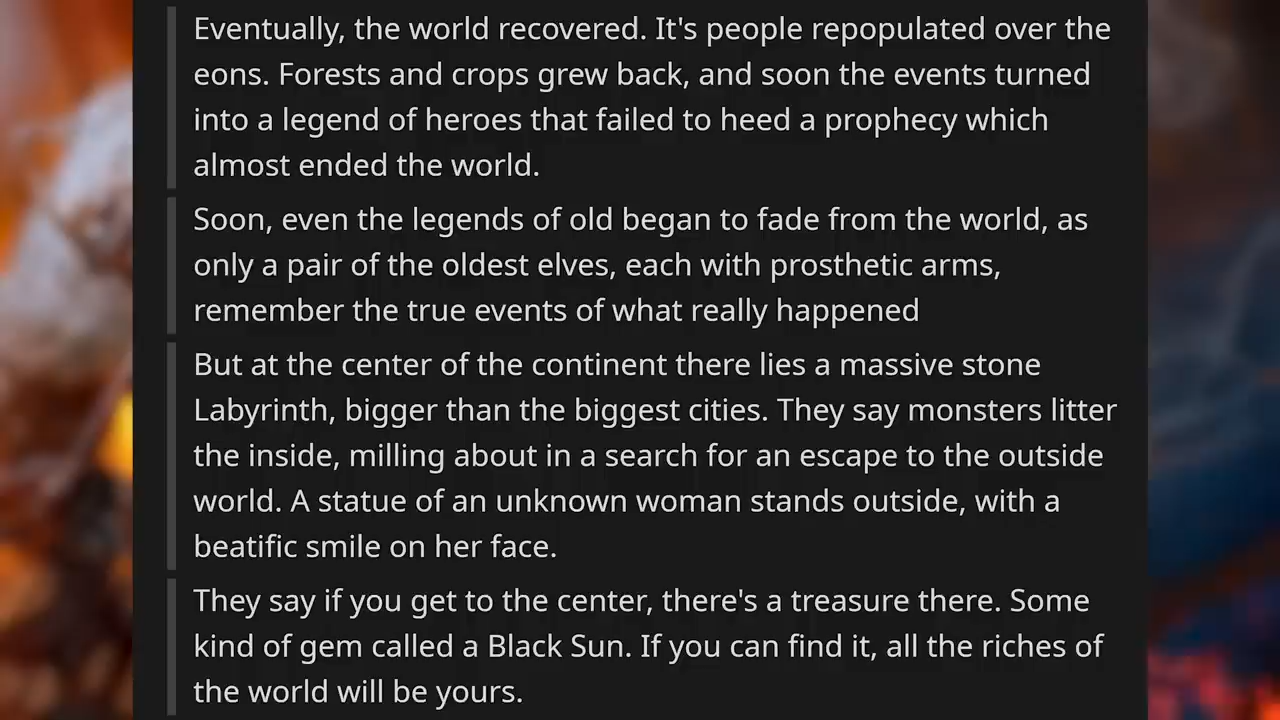 Eventually, the world recovered. It's people repopulated over the
eons. Forests and crops grew back, and soon the events turned
into a legend of heroes that failed to heed a prophecy which
almost ended the world.
Soon, even the legends of old began to fade from the world, as
only a pair of the oldest elves, each with prosthetic arms,
remember the true events of what really happened
But at the center of the continent there lies a massive stone
Labyrinth, bigger than the biggest cities. They say monsters litter
the inside, milling about in a search for an escape to the outside
world. A statue of an unknown woman stands outside, with a
beatific smile on her face.
They say if you get to the center, there's a treasure there. Some
kind of gem called a Black Sun. If you can find it, all the riches of
the world will be yours.